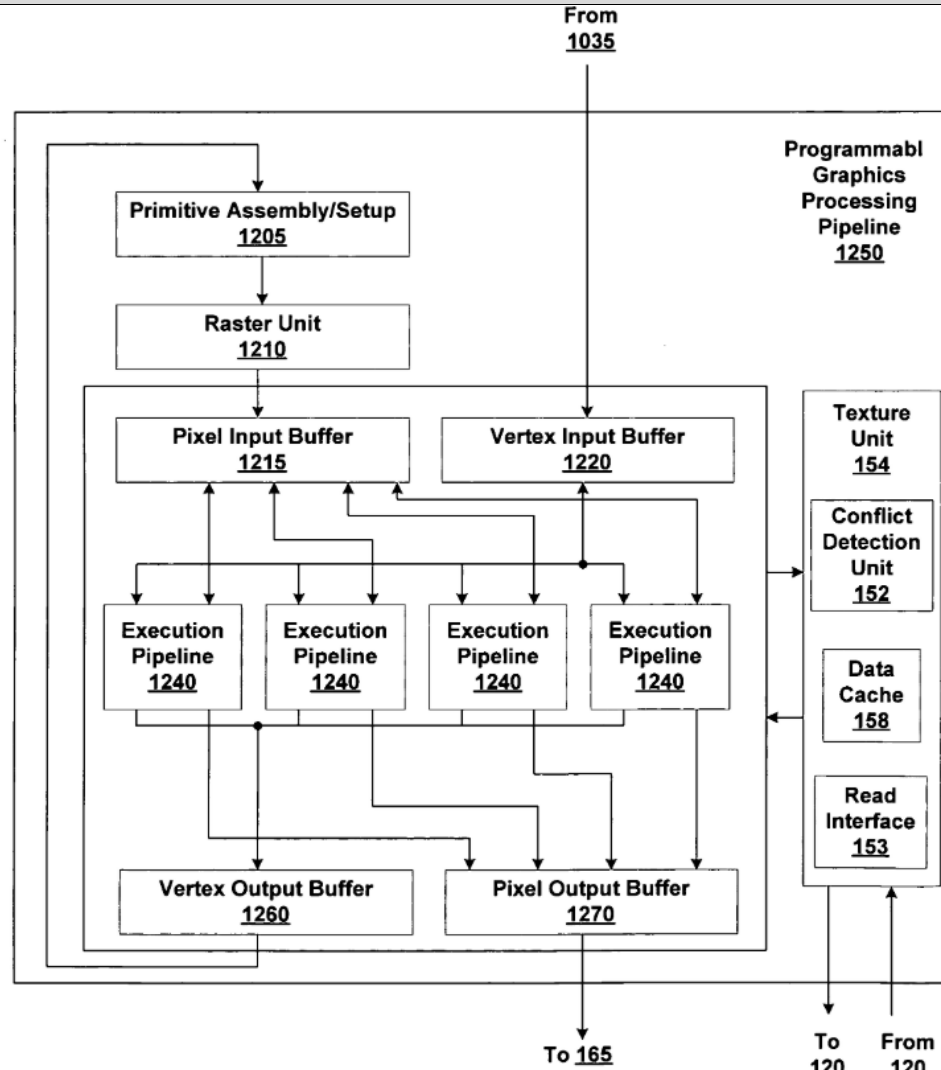 From
1035
Programmabl
Graphics
Processing
Pipeline
1250
Primitive Assembly/Setup
1205
Raster Unit
1210
Pixel Input Buffer
1215
Vertex Input Buffer
1220
Texture
Unit
154
Conflict
Detection
Unit
152
Execution
Pipeline
1240
Execution
Pipeline
1240
Execution
Pipeline
1240
Execution
Pipeline
1240
Data
Cache
158
Read
Interface
153
Vertex Output Buffer
1260
Pixel Output Buffer
1270
To 165
To
120
From
120